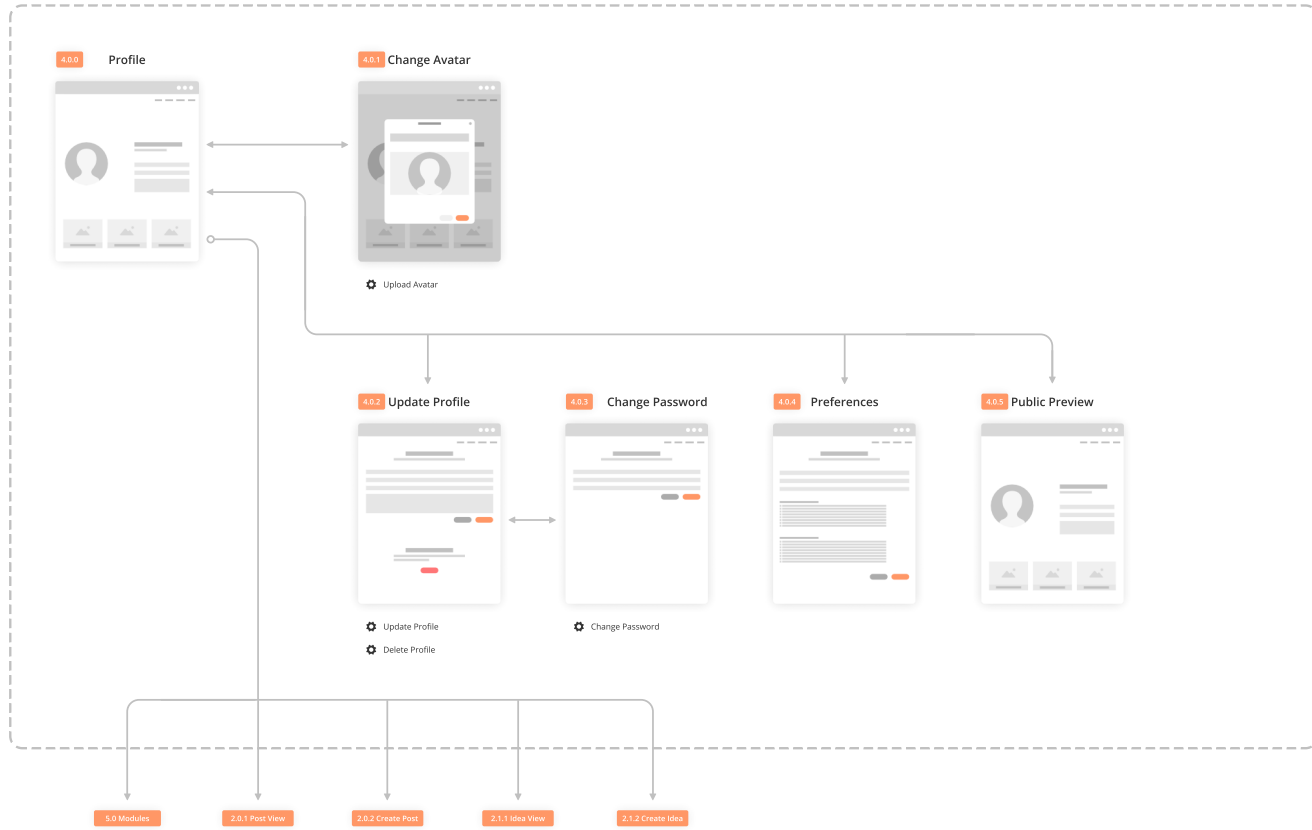 4.0.0 Profile
4.0.1 Change Avatar
Upload Avatar
4.0.2 Update Profile
4.0.3 Change Password
4.0.4 Preferences
4.0.5 Public Preview
Update Profile
Change Password
Delete Profile
5.0 Modules
2.0.1 Post View
2.0.2 Create Post
2.1.1 Idea View
2.1.2 Create Idea